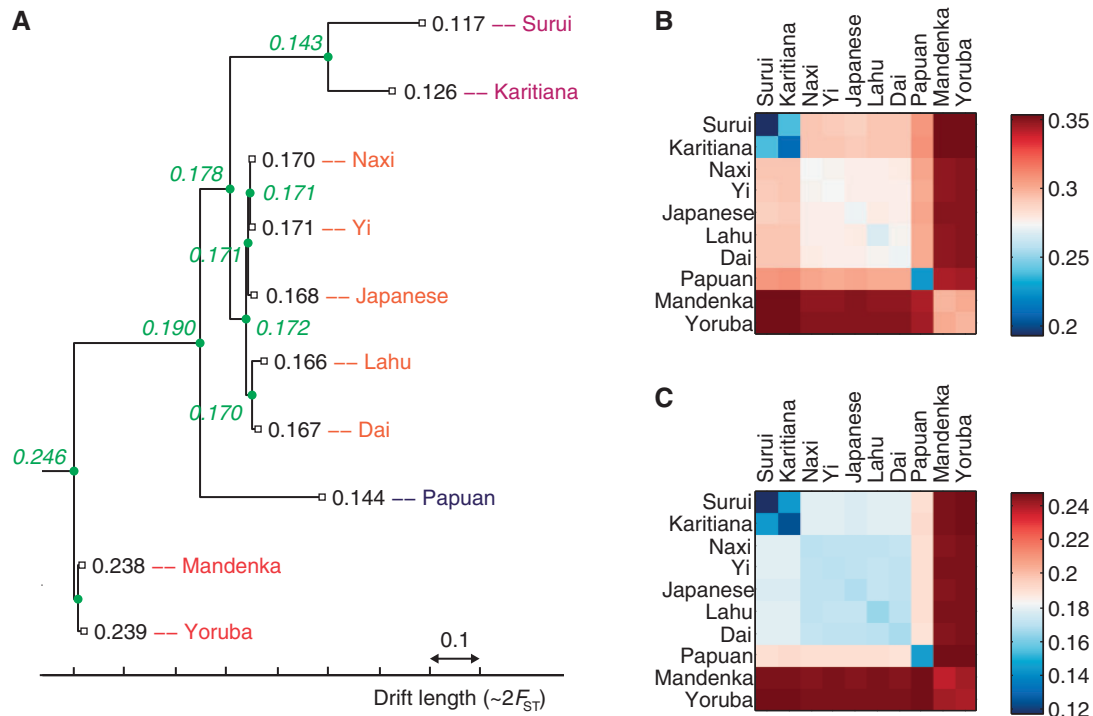 A
0.143
0.117 −− Surui
0.126 −− Karitiana
0.178
0.170 −− Naxi
0.171
0.171 −− Yi
0.171
0.168 −− Japanese
0.190
0.172
0.166 −− Lahu
0.170
0.167 −− Dai
0.246
0.144 −− Papuan
0.238 −− Mandenka
0.239 −− Yoruba
0.1
Drift length (~2FST)
B
Surui
Karitiana
Naxi
Yi
Japanese
Lahu
Dai
Papuan
Mandenka
Yoruba
Surui
Karitiana
Naxi
Yi
Japanese
Lahu
Dai
Papuan
Mandenka
Yoruba
0.35
0.3
0.25
0.2
C
Surui
Karitiana
Naxi
Yi
Japanese
Lahu
Dai
Papuan
Mandenka
Yoruba
Surui
Karitiana
Naxi
Yi
Japanese
Lahu
Dai
Papuan
Mandenka
Yoruba
0.24
0.22
0.2
0.18
0.16
0.14
0.12